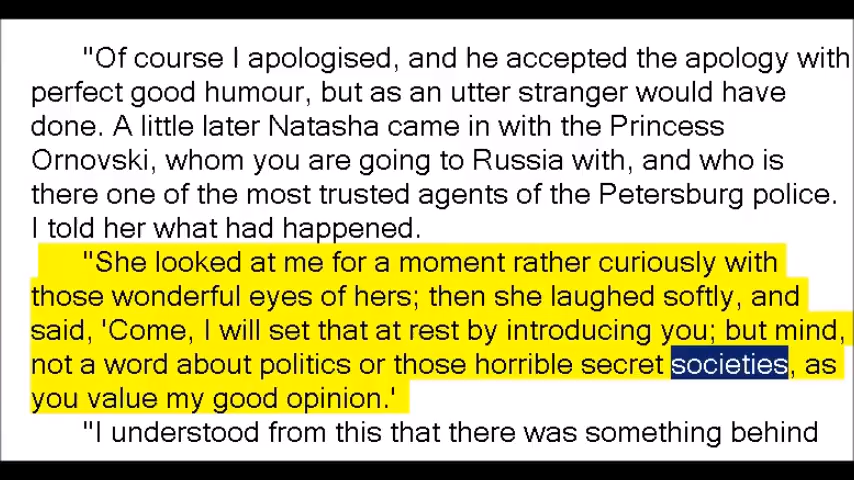 "Of course I apologised, and he accepted the apology with
perfect good humour, but as an utter stranger would have
done. A little later Natasha came in with the Princess
Ornovski, whom you are going to Russia with, and who is
there one of the most trusted agents of the Petersburg police.
I told her what had happened.
"She looked at me for a moment rather curiously with
those wonderful eyes of hers; then she laughed softly, and
said, 'Come, I will set that at rest by introducing you; but mind,
not a word about politics or those horrible secret societies, as
you value my good opinion.'
"I understood from this that there was something behind